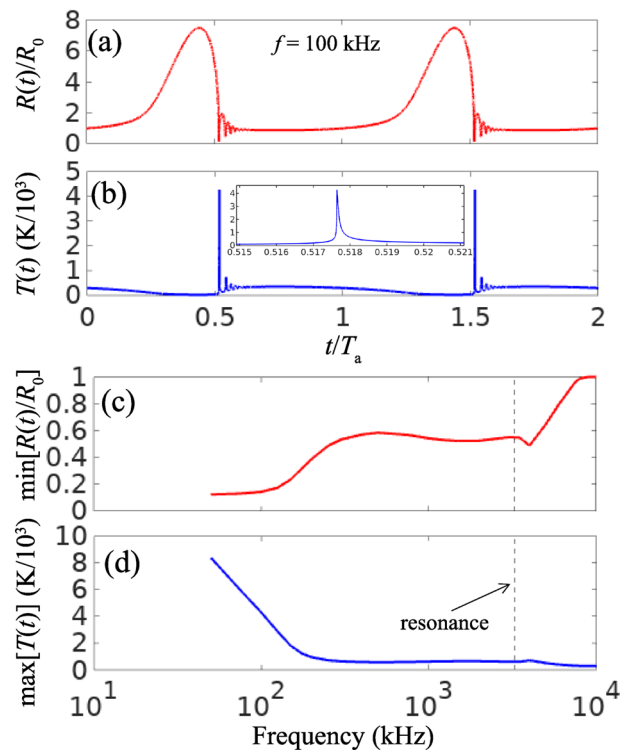 (a)
f = 100 kHz
R(t)/R₀
8
6
4
2
0
(b)
T(t) (K/10³)
5
4
3
2
1
0
4
3
2
1
0
0.515 0.516 0.517 0.518 0.519 0.52 0.521
0 0.5 1 1.5 2
t/Tₐ
(c)
min[R(t)/R₀]
1
0.8
0.6
0.4
0.2
0
(d)
max[T(t)] (K/10³)
10
8
6
4
2
0
resonance
10¹ 10² 10³ 10⁴
Frequency (kHz)